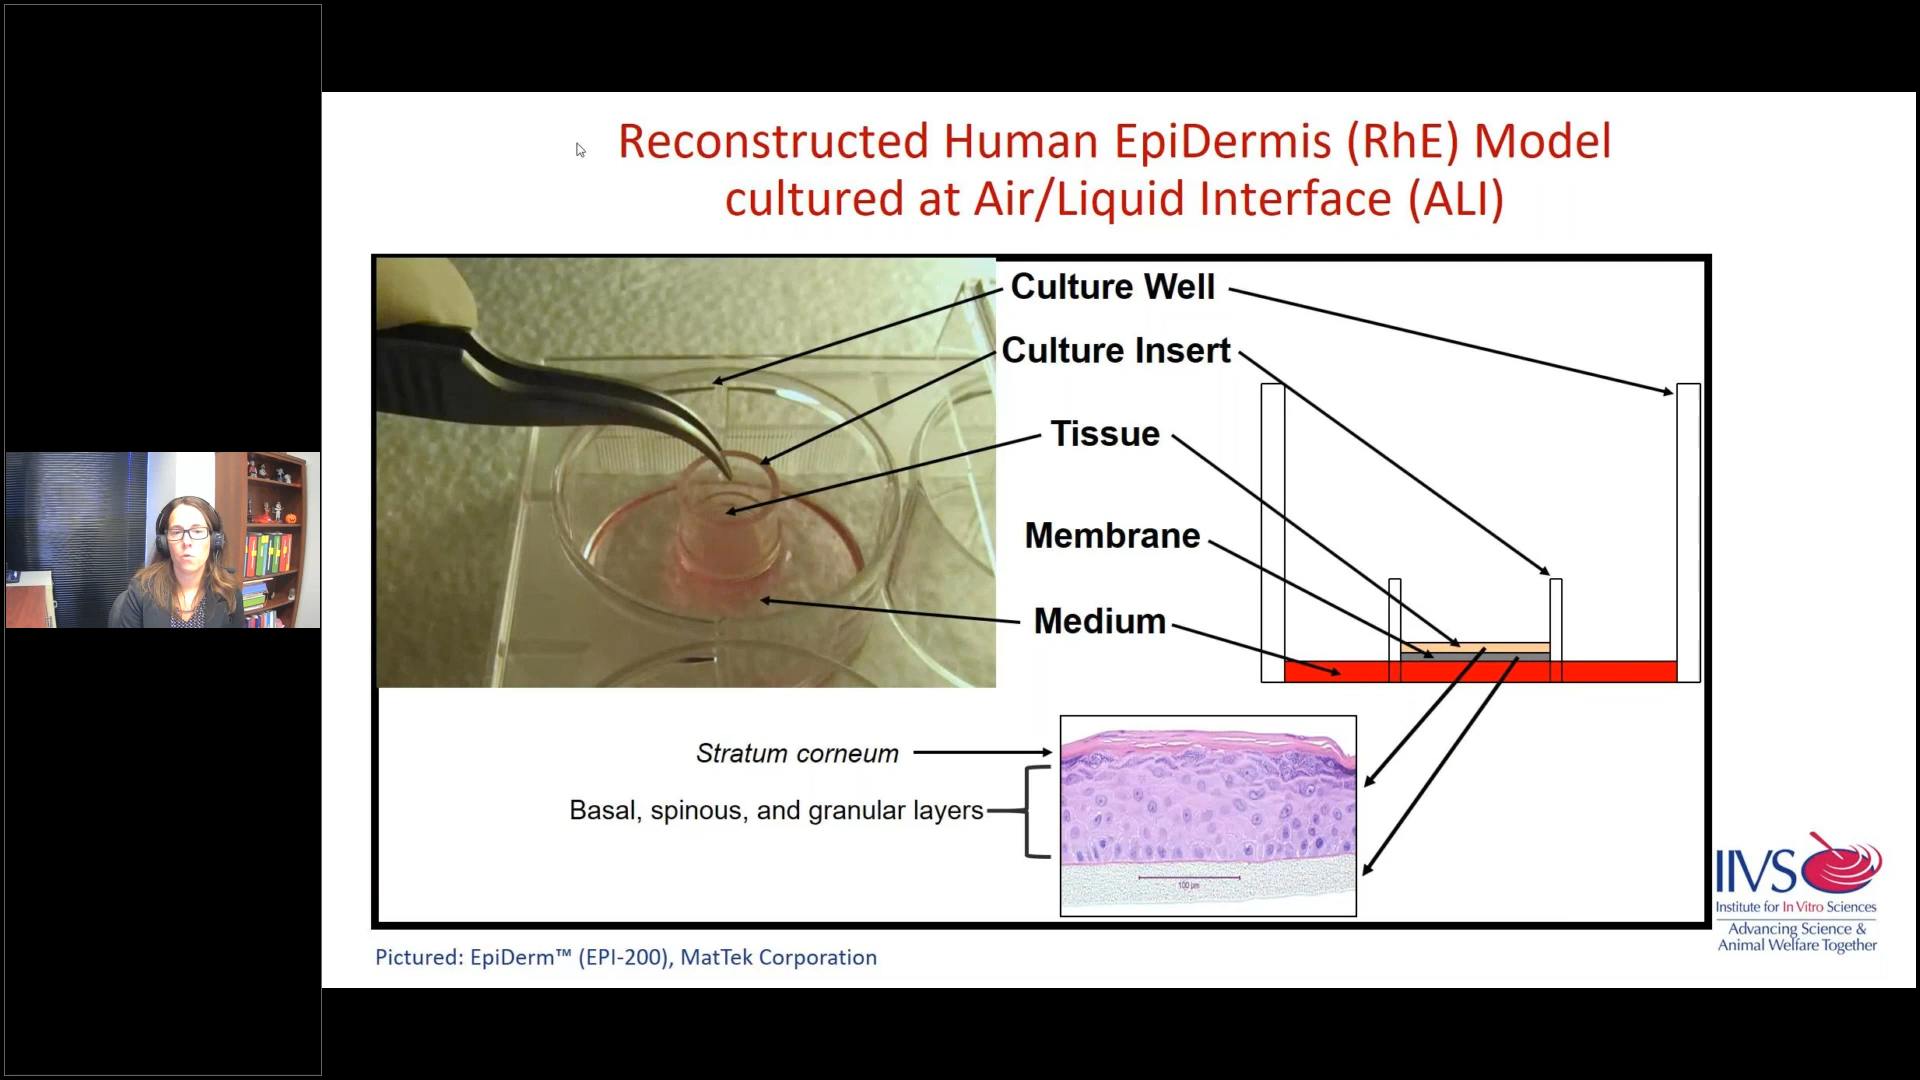 Reconstructed Human EpiDermis (RhE) Model
cultured at Air/Liquid Interface (ALI)
Culture Well
Culture Insert
Tissue
Membrane
Medium
Stratum corneum
Basal, spinous, and granular layers
100 µm
IIVS
Institute for In Vitro Sciences
Advancing Science &
Animal Welfare Together
Pictured: EpiDerm™ (EPI-200), MatTek Corporation